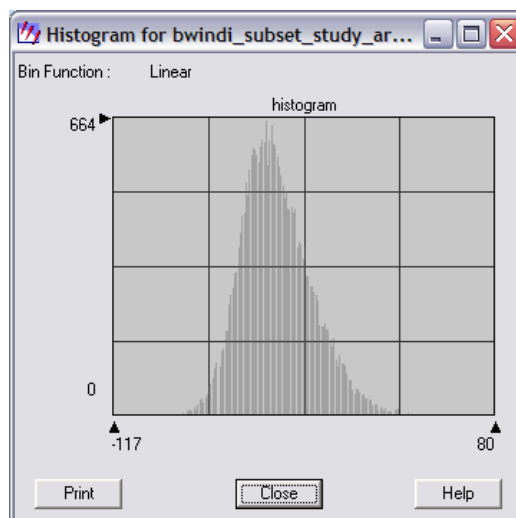 Histogram for bwindi_subset_study_ar...
Bin Function : Linear
histogram
664
0
-117 80
Print Close Help